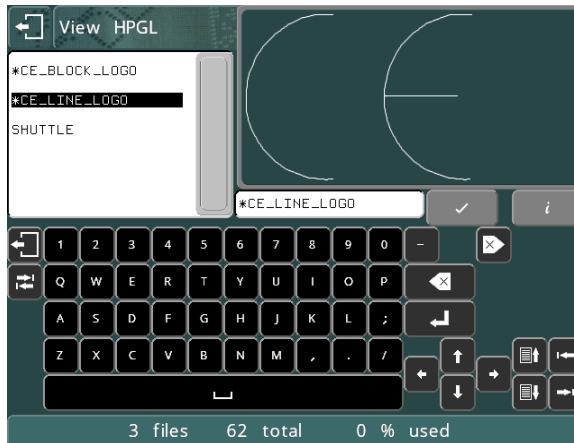 View HPGL
*CE_BLOCK_LOGO
*CE_LINE_LOGO
SHUTTLE
*CE_LINE_LOGO
i
1 2 3 4 5 6 7 8 9 0 -
Q W E R T Y U I O P
A S D F G H J K L ;
Z X C V B N M , . /
3 files 62 total 0 % used